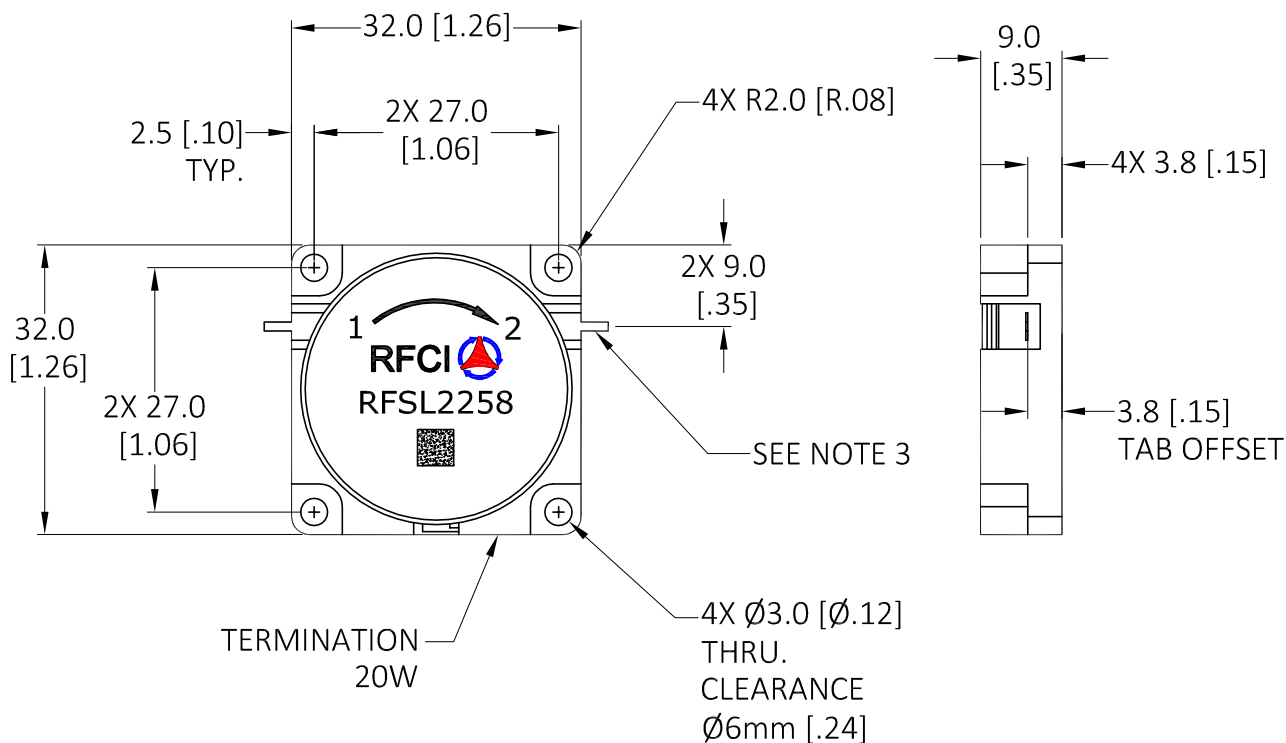 32.0 [1.26]
9.0
[.35]
2X 27.0
[1.06]
2.5 [.10]
TYP.
4X R2.0 [R.08]
4X 3.8 [.15]
2X 9.0
[.35]
32.0
[1.26]
2X 27.0
[1.06]
1
2
RFCI
RFSL2258
SEE NOTE 3
3.8 [.15]
TAB OFFSET
TERMINATION
20W
4X Ø3.0 [Ø.12]
THRU.
CLEARANCE
Ø6mm [.24]